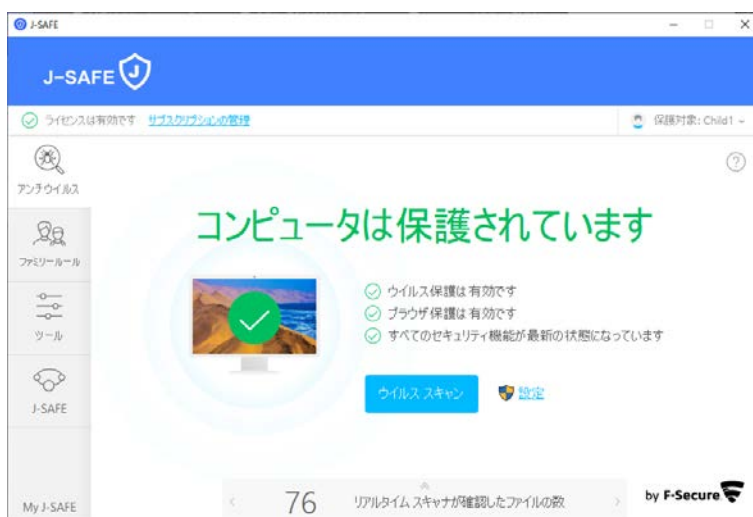 J-SAFE
J-SAFE
ライセンスは有効です サブスクリプションの管理
保護対象: Child1
アンチウイルス
ファミリールール
ツール
J-SAFE
My J-SAFE
コンピュータは保護されています
ウイルス保護は 有効です
ブラウザ保護は 有効です
すべてのセキュリティ機能が最新の状態になっています
ウイルス スキャン
設定
76 リアルタイム スキャナが確認したファイルの数
by F-Secure